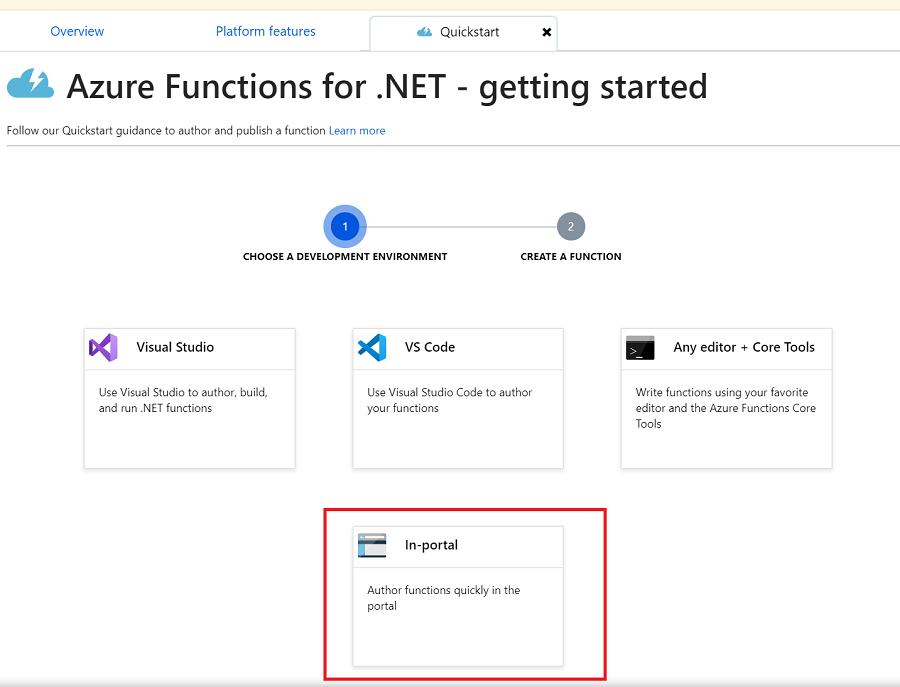 Overview
Platform features
Quickstart
Azure Functions for .NET - getting started
Follow our Quickstart guidance to author and publish a function Learn more
1
2
CHOOSE A DEVELOPMENT ENVIRONMENT
CREATE A FUNCTION
Visual Studio
Use Visual Studio to author, build,
and run .NET functions
VS Code
Use Visual Studio Code to author
your functions
Any editor + Core Tools
Write functions using your favorite
editor and the Azure Functions Core
Tools
In-portal
Author functions quickly in the
portal